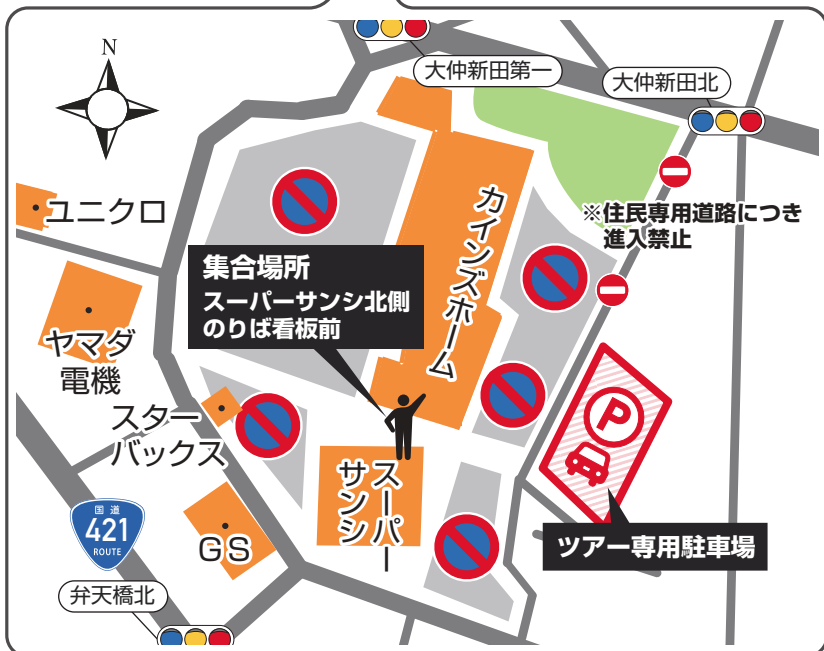 N
大仲新田第一
大仲新田北
※住民専用道路につき
進入禁止
ユニクロ
カインズホーム
集合場所
スーパーサンシ北側
のりば看板前
ヤマダ
電機
スター
バックス
スーパー
サンシ
P
国道
421
ROUTE
GS
ツアー専用駐車場
弁天橋北